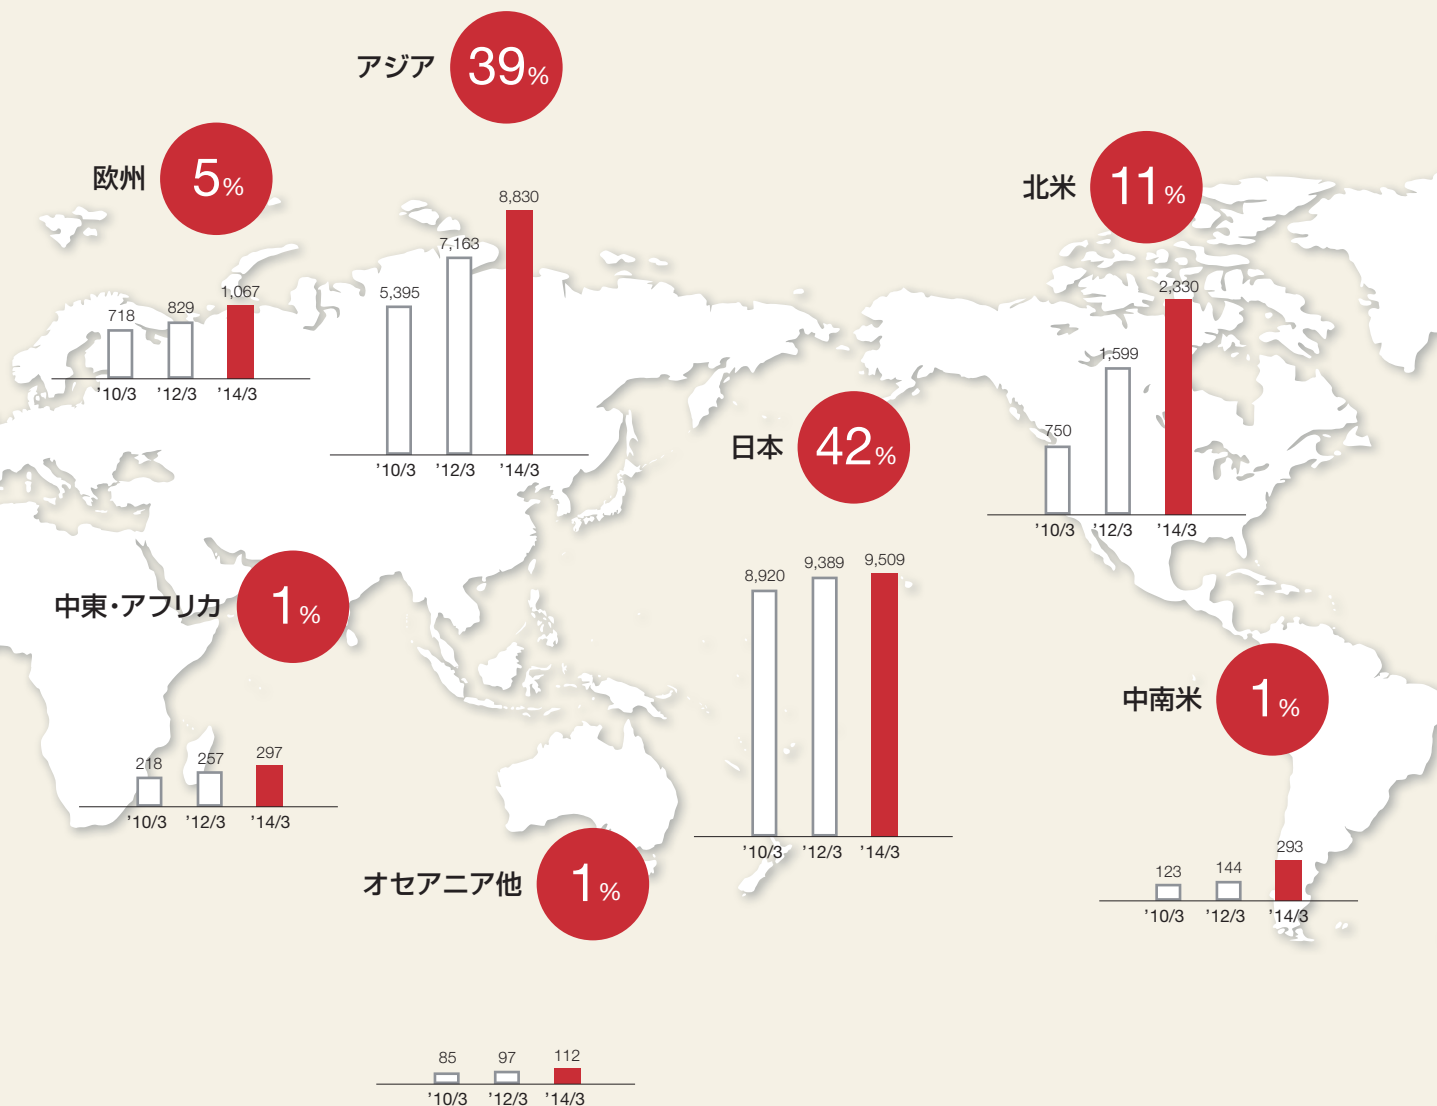 アジア 39%
5,395 7,163 8,830
'10/3 '12/3 '14/3
欧州 5%
718 829 1,067
'10/3 '12/3 '14/3
北米 11%
750 1,599 2,330
'10/3 '12/3 '14/3
日本 42%
8,920 9,389 9,509
'10/3 '12/3 '14/3
中東・アフリカ 1%
218 257 297
'10/3 '12/3 '14/3
中南米 1%
123 144 293
'10/3 '12/3 '14/3
オセアニア他 1%
85 97 112
'10/3 '12/3 '14/3